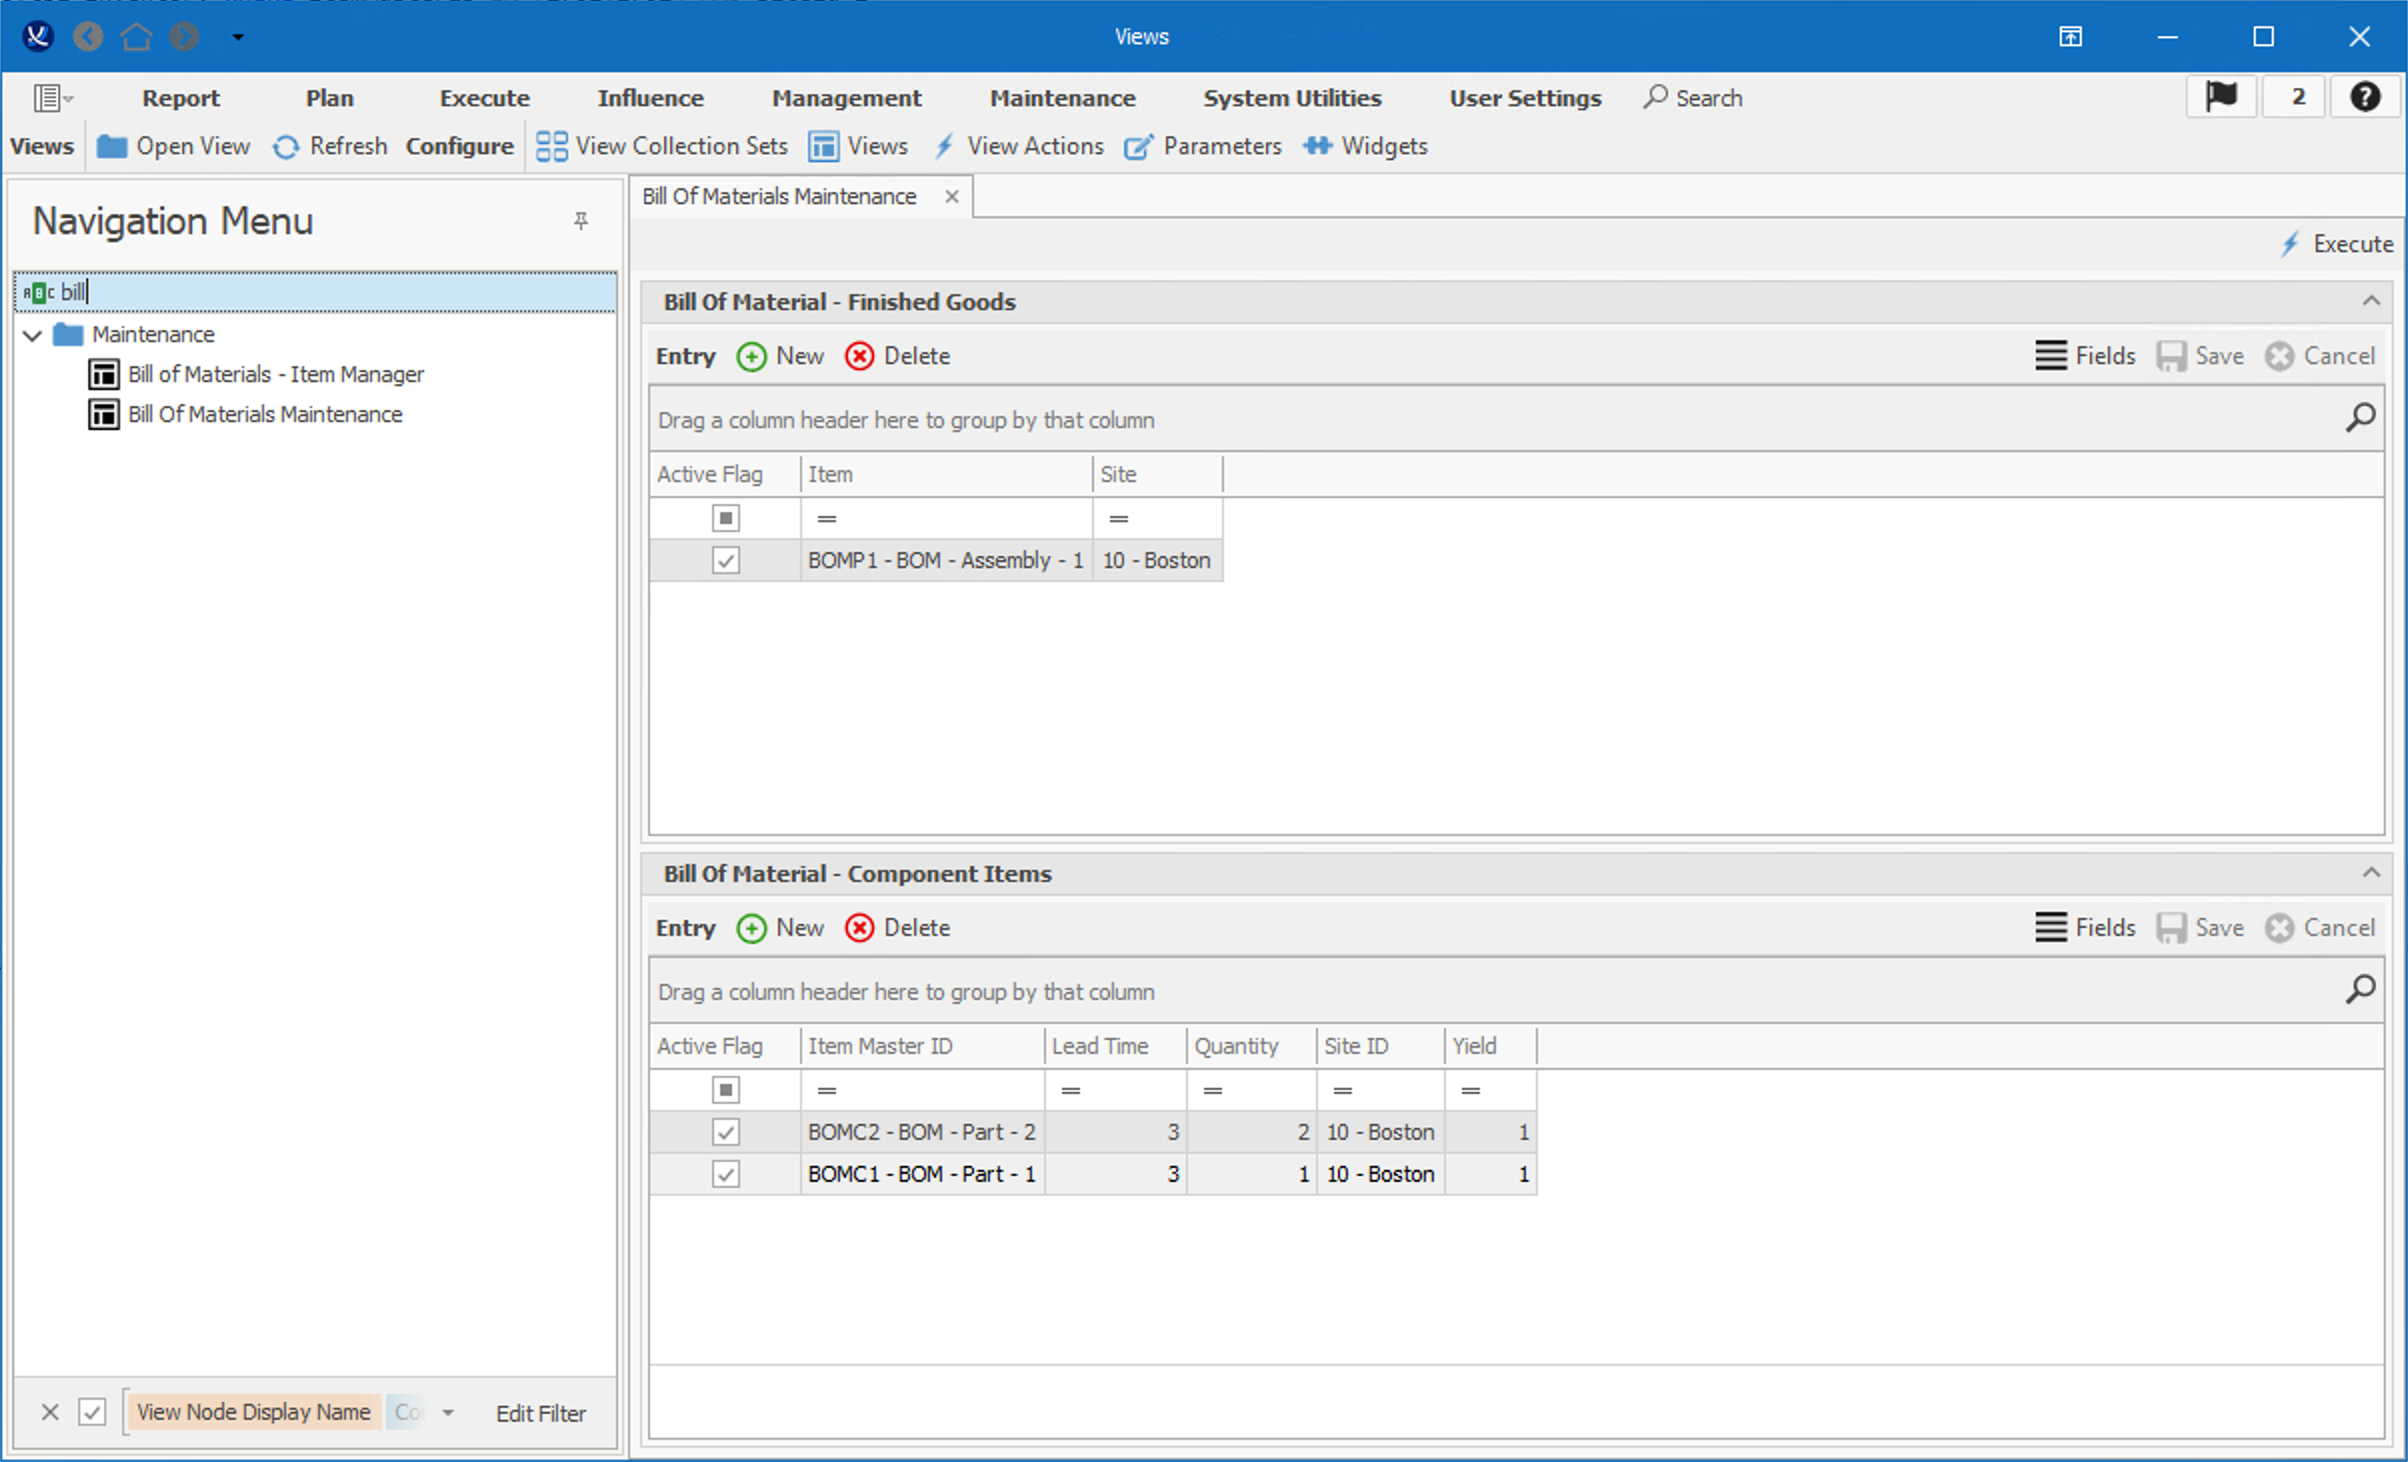 Views
Report Plan Execute Influence Management Maintenance System Utilities User Settings Search 2 ?
Views Open View Refresh Configure View Collection Sets Views View Actions Parameters Widgets
Navigation Menu
ABC bill
Maintenance
Bill of Materials - Item Manager
Bill Of Materials Maintenance
View Node Display Name Edit Filter
Bill Of Materials Maintenance
Execute
Bill Of Material - Finished Goods
Entry New Delete Fields Save Cancel
Drag a column header here to group by that column
Active Flag Item Site
= =
BOMP1 - BOM - Assembly - 1 10 - Boston
Bill Of Material - Component Items
Entry New Delete Fields Save Cancel
Drag a column header here to group by that column
Active Flag Item Master ID Lead Time Quantity Site ID Yield
= = = = =
BOMC2 - BOM - Part - 2 3 2 10 - Boston 1
BOMC1 - BOM - Part - 1 3 1 10 - Boston 1